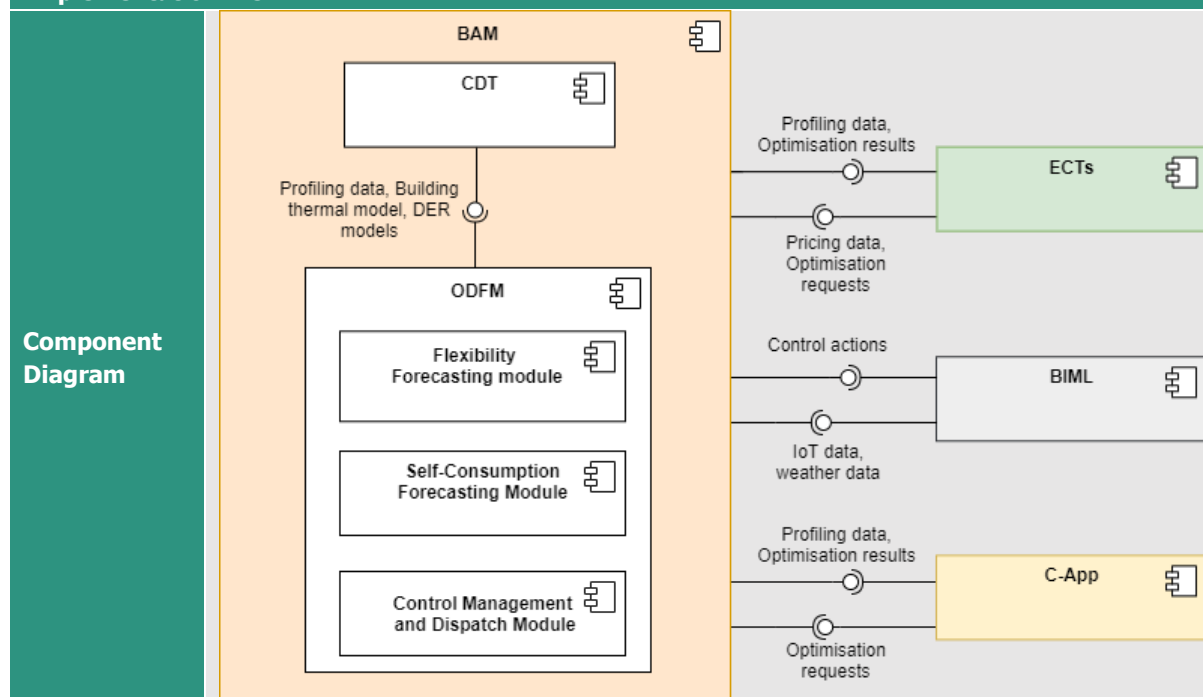 Component
Diagram
BAM
CDT
Profiling data, Building
thermal model, DER
models
ODFM
Flexibility
Forecasting module
Self-Consumption
Forecasting Module
Control Management
and Dispatch Module
Profiling data,
Optimisation results
ECTs
Pricing data,
Optimisation
requests
Control actions
BIML
IoT data,
weather data
Profiling data,
Optimisation results
C-App
Optimisation
requests